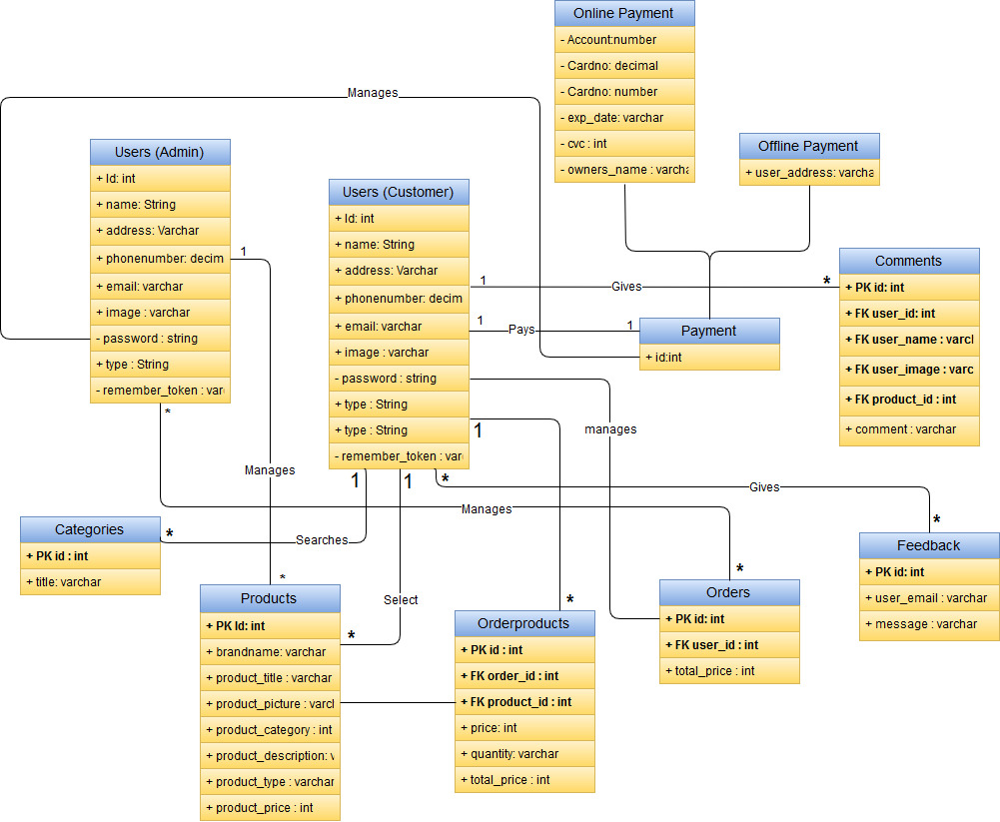 Online Payment
- Account:number
- Cardno: decimal
- Cardno: number
- exp_date: varchar
- cvc : int
- owners_name : varcha
Offline Payment
+ user_address: varcha
Manages
Users (Admin)
+ Id: int
+ name: String
+ address: Varchar
+ phonenumber: decim
+ email: varchar
+ image : varchar
- password : string
+ type : String
- remember_token : var
1
*
Users (Customer)
+ Id: int
+ name: String
+ address: Varchar
+ phonenumber: decim
+ email: varchar
+ image : varchar
- password : string
+ type : String
+ type : String
- remember_token : var
1
Gives
*
1
Pays
1
Payment
+ id:int
Comments
+ PK id: int
+ FK user_id: int
+ FK user_name : varcl
+ FK user_image : varc
+ FK product_id : int
+ comment : varchar
manages
1
1
1
*
Manages
Manages
Gives
*
Categories
+ PK id : int
+ title: varchar
*
Searches
Select
*
*
*
*
Products
+ PK Id: int
+ brandname: varchar
+ product_title : varchar
+ product_picture : varcl
+ product_category : int
+ product_description: v
+ product_type : varchar
+ product_price : int
Orderproducts
+ PK id : int
+ FK order_id : int
+ FK product_id : int
+ price: int
+ quantity: varchar
+ total_price : int
Orders
+ PK id: int
+ FK user_id : int
+ total_price : int
Feedback
+ PK id: int
+ user_email : varchar
+ message : varchar